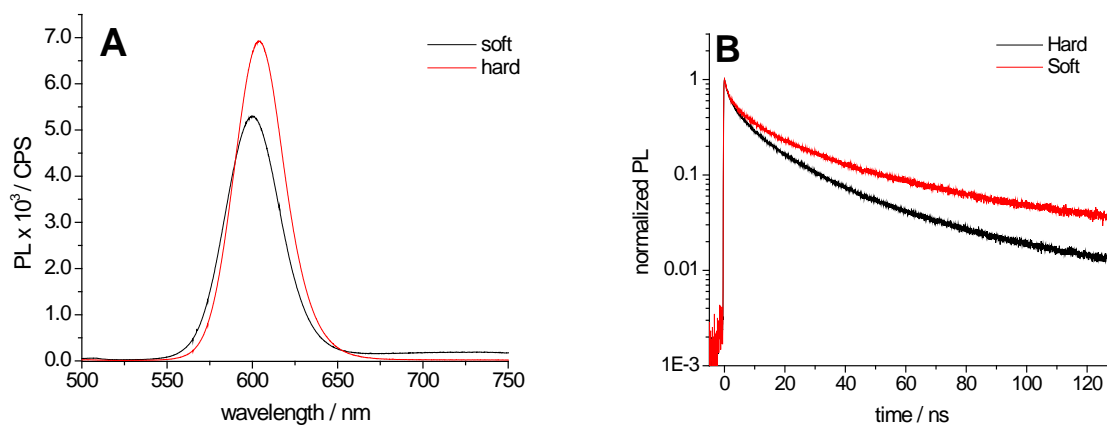 A
soft
hard
7.0
6.0
5.0
4.0
3.0
2.0
1.0
0.0
PL x 10³ / CPS
500 550 600 650 700 750
wavelength / nm
B
Hard
Soft
1
0.1
0.01
1E-3
normalized PL
0 20 40 60 80 100 120
time / ns